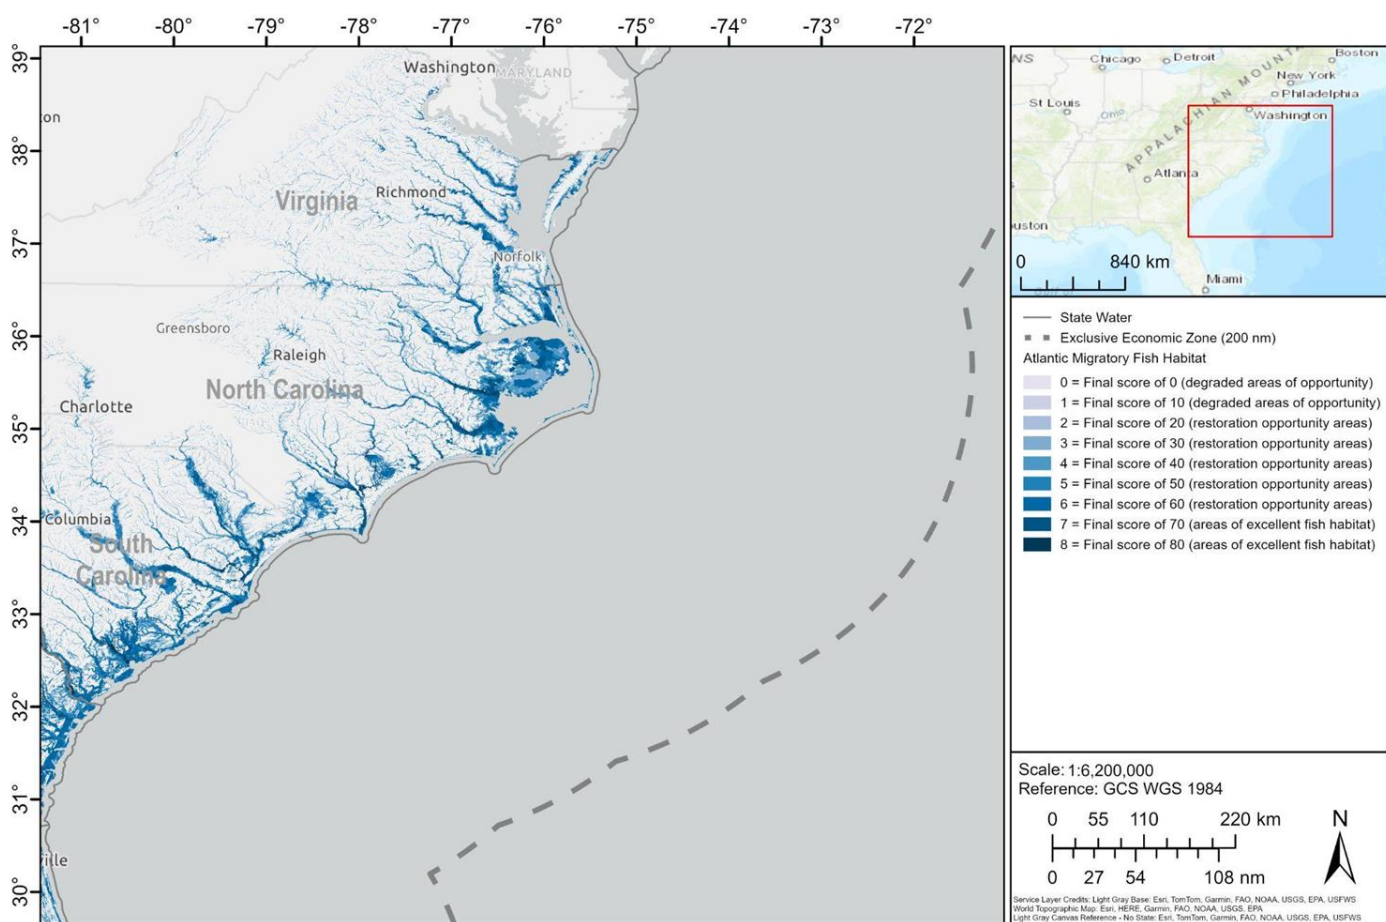 -81° -80° -79° -78° -77° -76° -75° -74° -73° -72°
39°
38°
37°
36°
35°
34°
33°
32°
31°
30°
Washington
MARYLAND
on
Virginia
Richmond
Norfolk
Greensboro
Raleigh
North Carolina
Charlotte
Columbia
South
Carolina
ville
NS
Chicago
Detroit
Boston
New York
Philadelphia
St Louis
Ohio
Washington
APPALACHIAN MOUNTA
Atlanta
uston
0 840 km
Miami
State Water
Exclusive Economic Zone (200 nm)
Atlantic Migratory Fish Habitat
0 = Final score of 0 (degraded areas of opportunity)
1 = Final score of 10 (degraded areas of opportunity)
2 = Final score of 20 (restoration opportunity areas)
3 = Final score of 30 (restoration opportunity areas)
4 = Final score of 40 (restoration opportunity areas)
5 = Final score of 50 (restoration opportunity areas)
6 = Final score of 60 (restoration opportunity areas)
7 = Final score of 70 (areas of excellent fish habitat)
8 = Final score of 80 (areas of excellent fish habitat)
Scale: 1:6,200,000
Reference: GCS WGS 1984
0 55 110 220 km
0 27 54 108 nm
N
Service Layer Credits: Light Gray Base: Esri, TomTom, Garmin, FAO, NOAA, USGS, EPA, USFWS
World Topographic Map: Esri, HERE, Garmin, FAO, NOAA, USGS, EPA
Light Gray Canvas Reference - No State: Esri, TomTom, Garmin, FAO, NOAA, USGS, EPA, USFWS